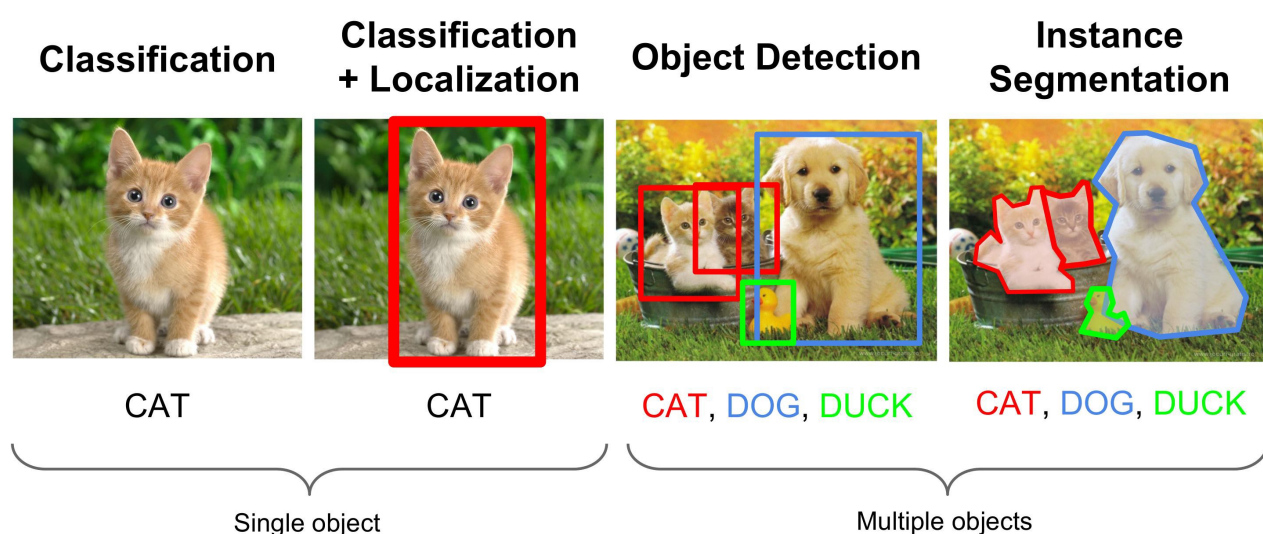 Classification
Classification
+ Localization
Object Detection
Instance
Segmentation
CAT
CAT
CAT, DOG, DUCK
CAT, DOG, DUCK
Single object
Multiple objects